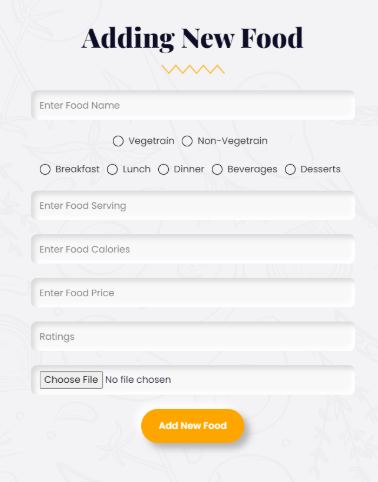 Adding New Food
Enter Food Name
Vegetrain Non-Vegetrain
Breakfast Lunch Dinner Beverages Desserts
Enter Food Serving
Enter Food Calories
Enter Food Price
Ratings
Choose File No file chosen
Add New Food